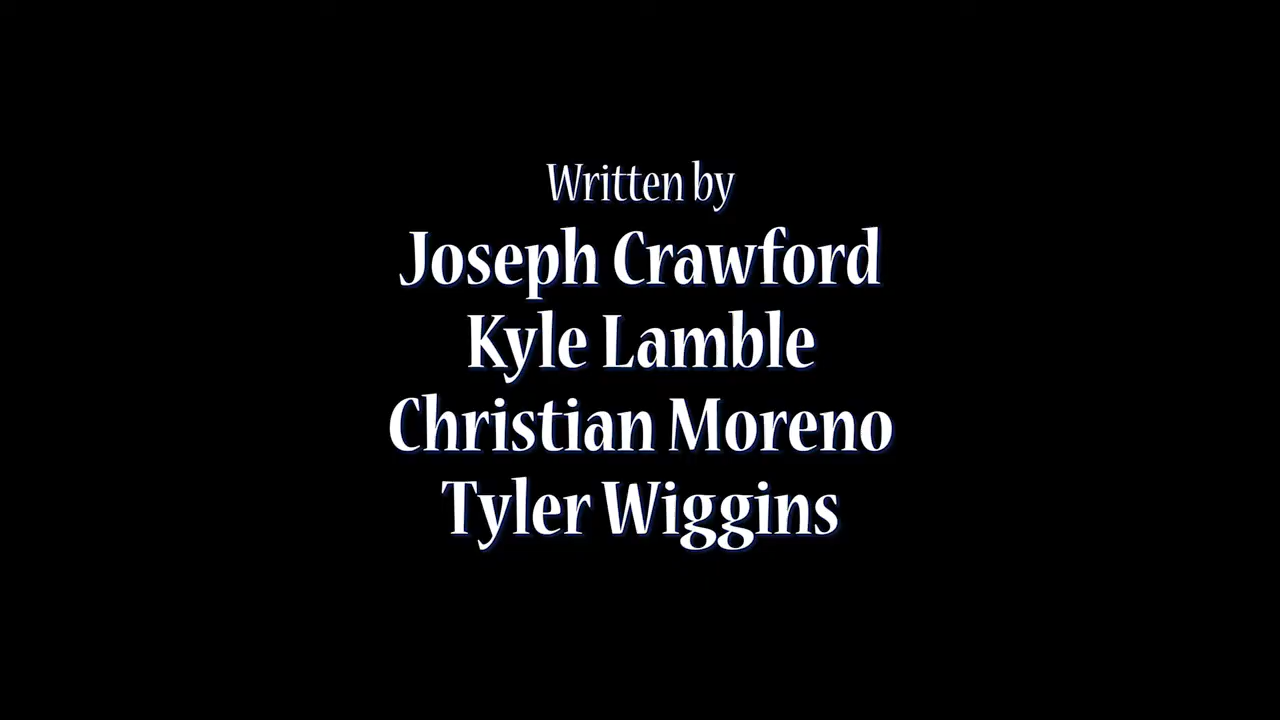 Written by
Joseph Crawford
Kyle Lamble
Christian Moreno
Tyler Wiggins